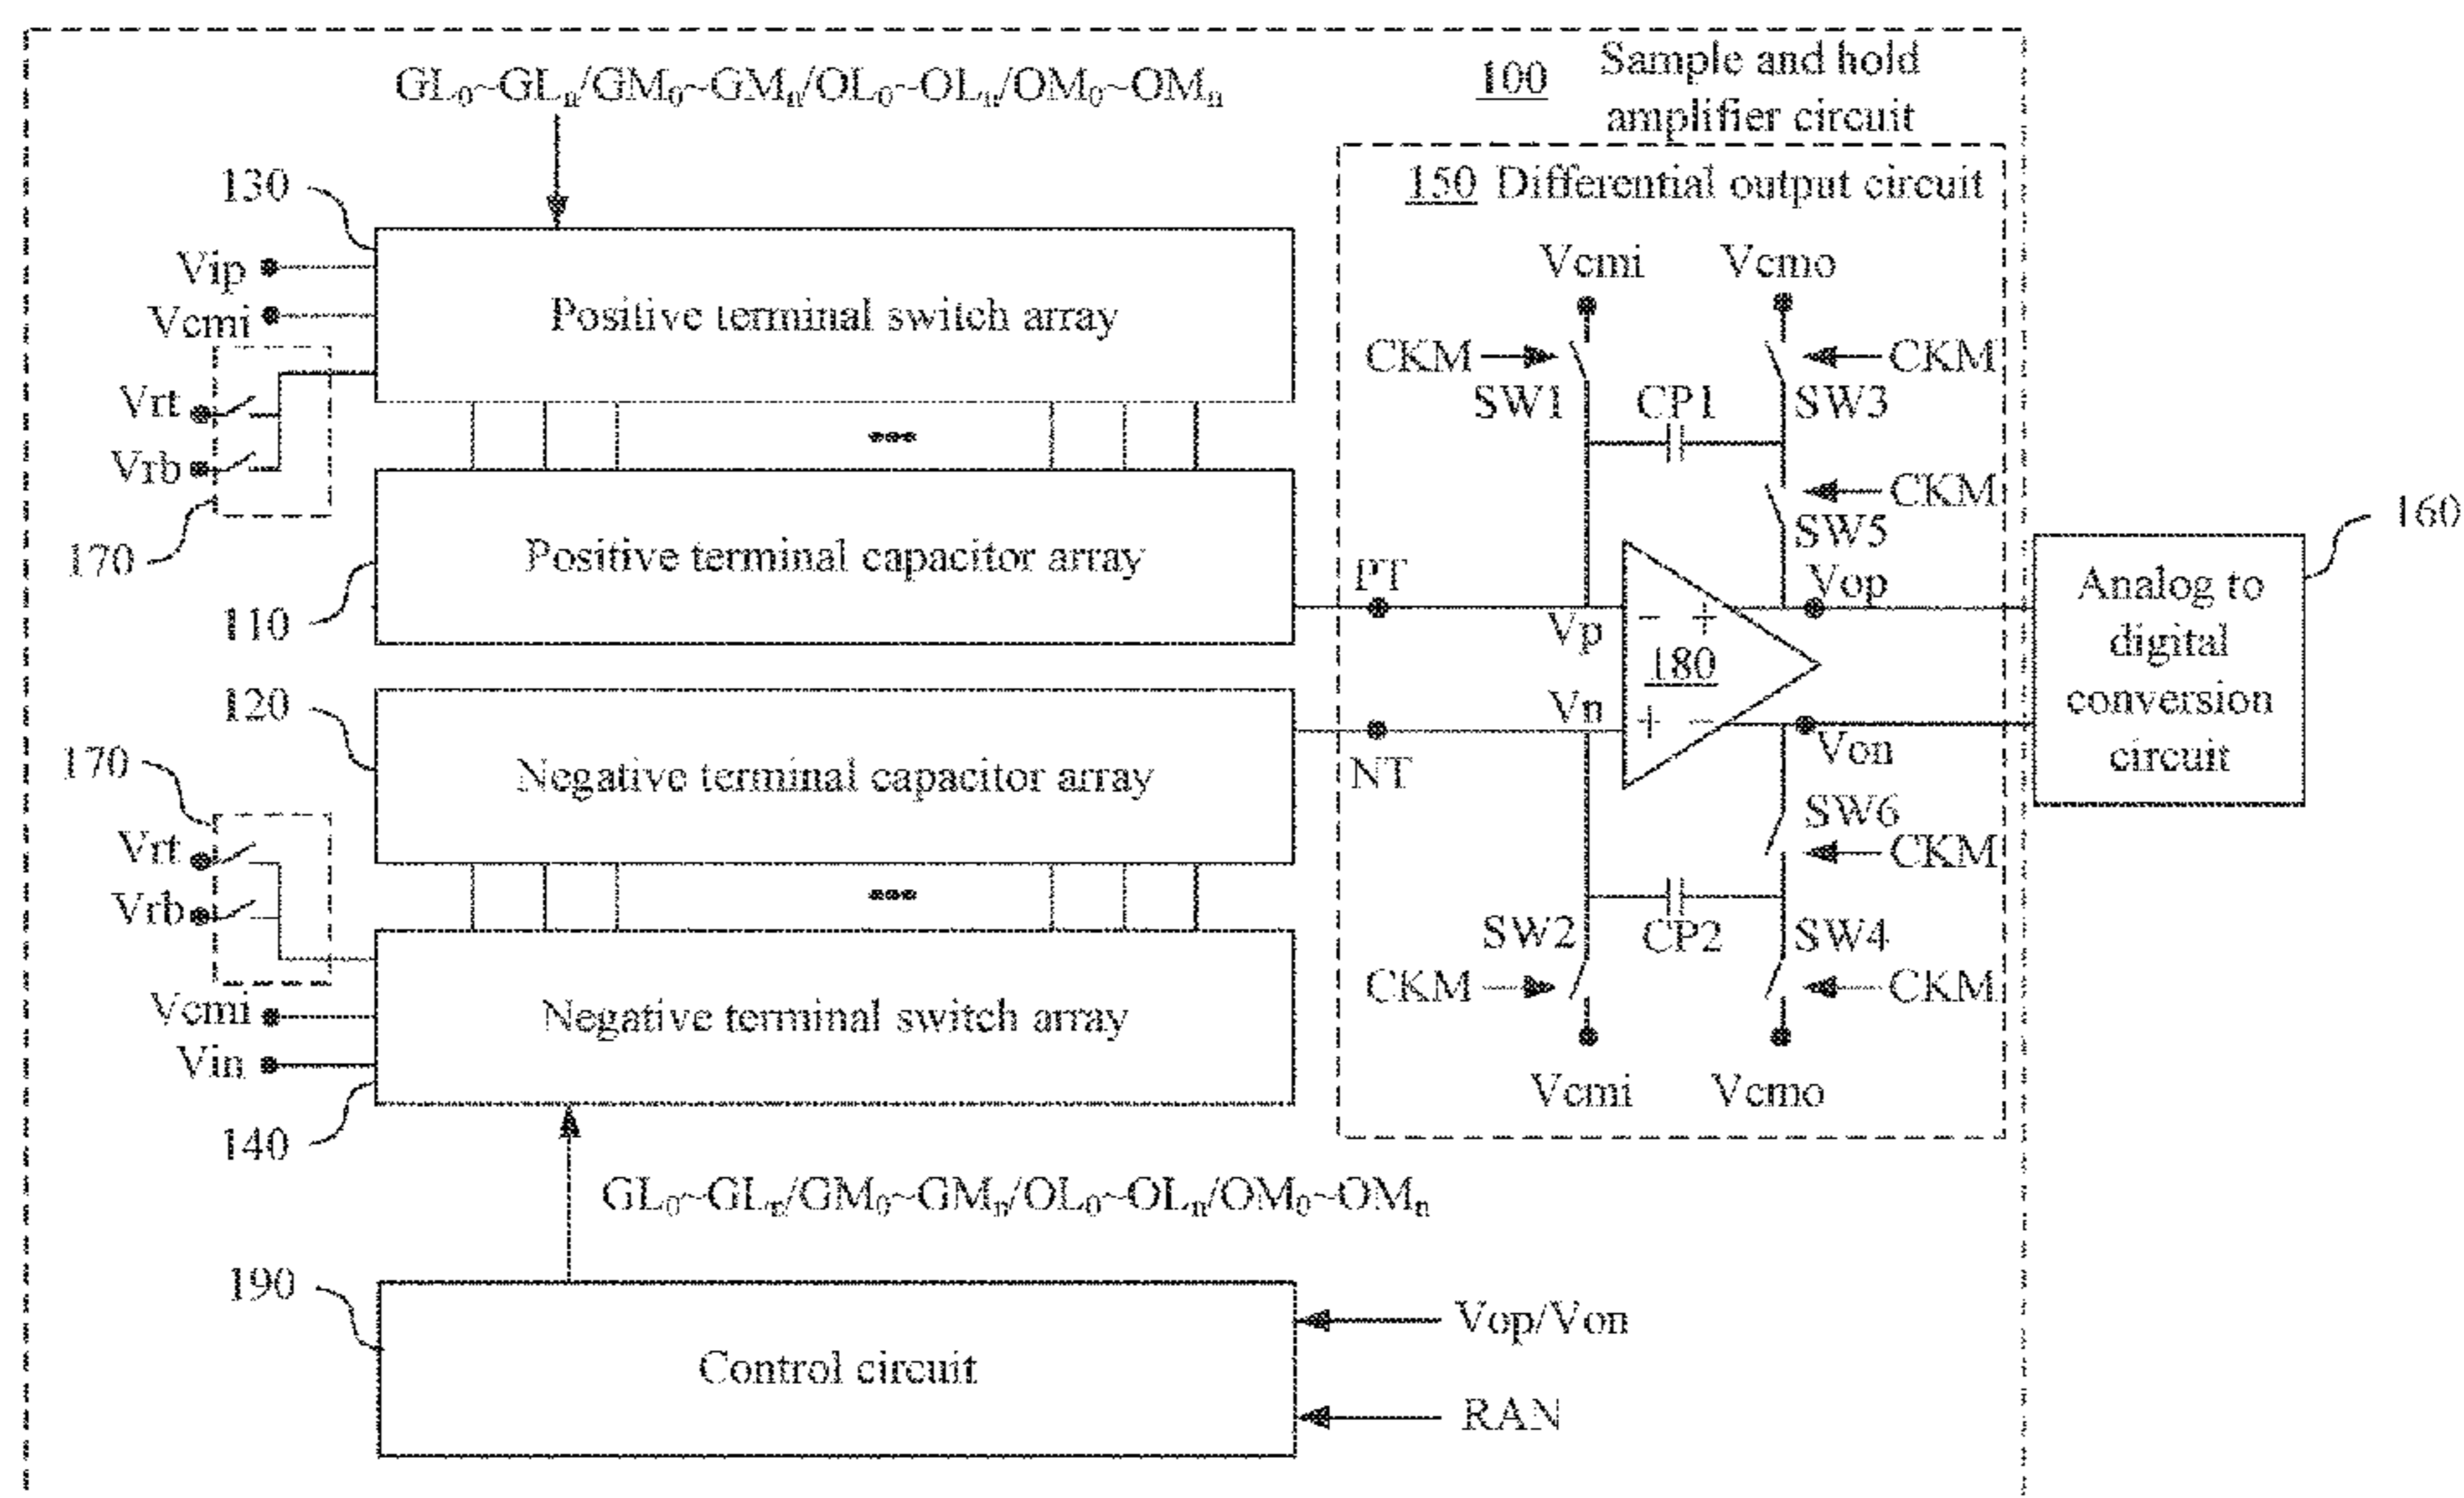 GL₀~GLₙ/GM₀~GMₙ/OL₀~OLₙ/OM₀~OMₙ
100 Sample and hold
amplifier circuit
130
150 Differential output circuit
Vip
Vcmi
Vrt
Vrb
170
Positive terminal switch array
•••
110
Positive terminal capacitor array
120
Negative terminal capacitor array
•••
170
Vrt
Vrb
Vcmi
Vin
140
Negative terminal switch array
PT
NT
Vcmi
Vcmo
CKM
SW1
CP1
CKM
SW3
CKM
SW5
Vop
Vp
- +
180
Vn
+ -
Von
SW6
CKM
SW2
CP2
SW4
CKM
CKM
Vcmi
Vcmo
160
Analog to
digital
conversion
circuit
GL₀~GLₙ/GM₀~GMₙ/OL₀~OLₙ/OM₀~OMₙ
190
Control circuit
Vop/Von
RAN